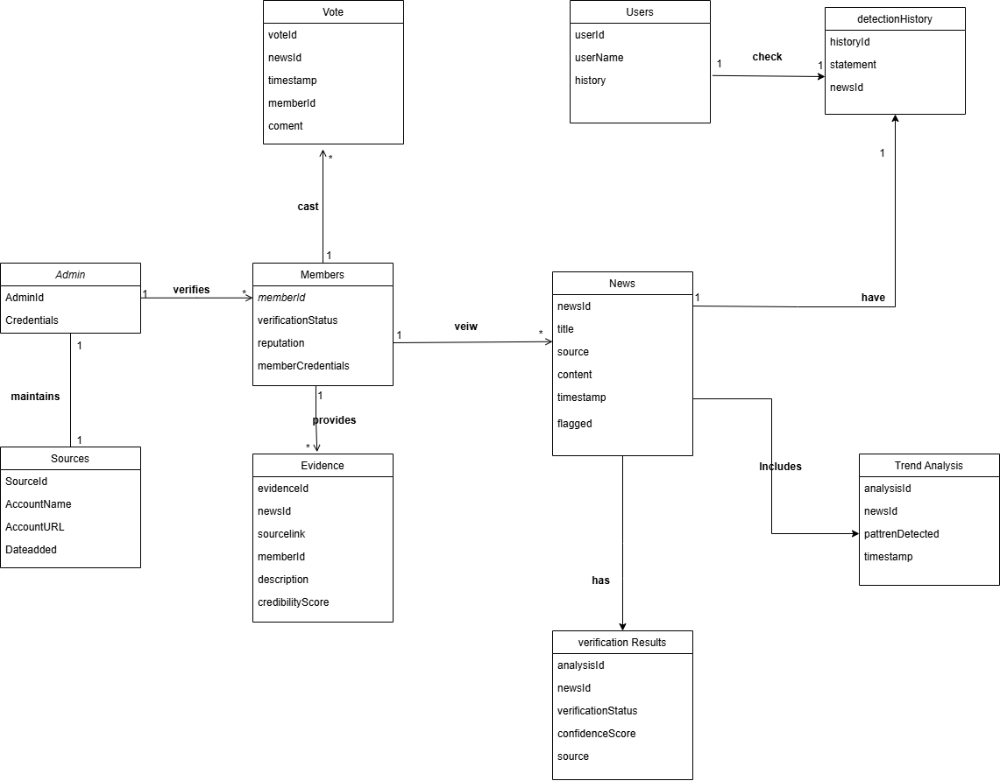 Vote
voteId
newsId
timestamp
memberId
coment
Users
userId
userName
history
1
check
1
detectionHistory
historyId
statement
newsId
*
cast
1
1
Admin
AdminId
Credentials
1
verifies
*
Members
memberId
verificationStatus
reputation
memberCredentials
1
veiw
*
News
newsId
title
source
content
timestamp
flagged
1
have
1
maintains
1
1
provides
*
Sources
SourceId
AccountName
AccountURL
Dateadded
Evidence
evidenceId
newsId
sourcelink
memberId
description
credibilityScore
Includes
Trend Analysis
analysisId
newsId
pattrenDetected
timestamp
has
verification Results
analysisId
newsId
verificationStatus
confidenceScore
source